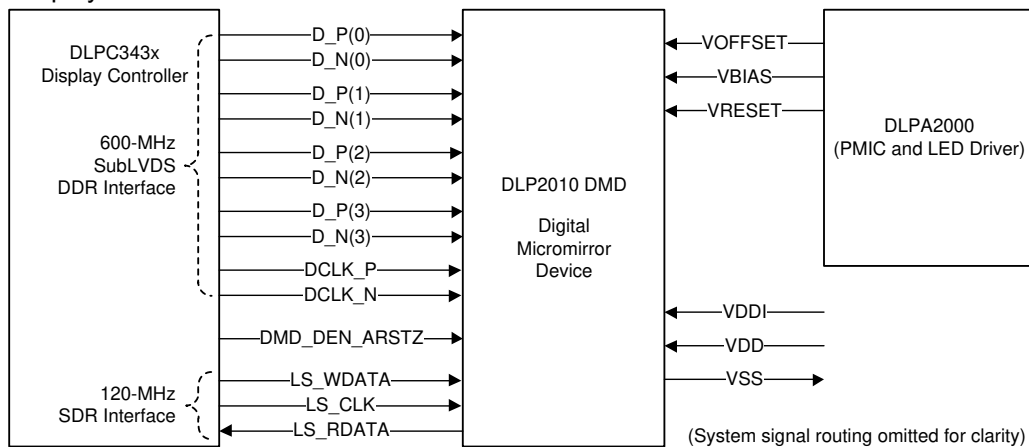 DLPC343x
Display Controller
600-MHz
SubLVDS
DDR Interface
120-MHz
SDR Interface
D_P(0)
D_N(0)
D_P(1)
D_N(1)
D_P(2)
D_N(2)
D_P(3)
D_N(3)
DCLK_P
DCLK_N
DMD_DEN_ARSTZ
LS_WDATA
LS_CLK
LS_RDATA
DLP2010 DMD
Digital
Micromirror
Device
VOFFSET
VBIAS
VRESET
VDDI
VDD
VSS
DLPA2000
(PMIC and LED Driver)
(System signal routing omitted for clarity)